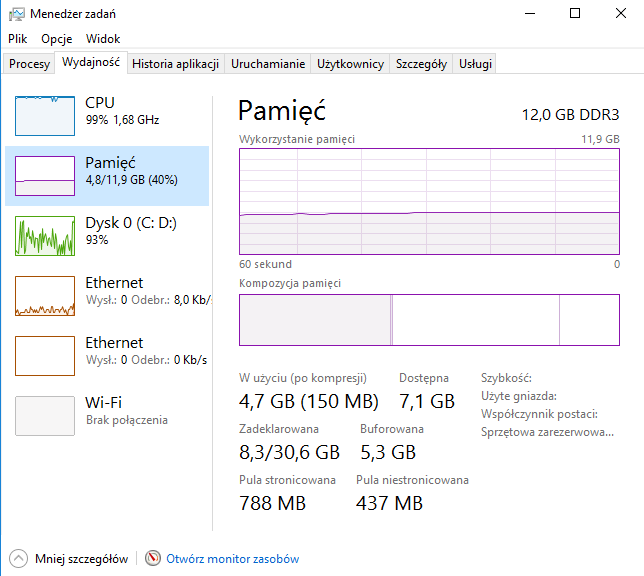 Menedżer zadań
Plik Opcje Widok
Procesy Wydajność Historia aplikacji Uruchamianie Użytkownicy Szczegóły Usługi
CPU
99% 1,68 GHz
Pamięć
4,8/11,9 GB (40%)
Dysk 0 (C: D:)
93%
Ethernet
Wysł.: 0 Odebr.: 8,0 Kb/
Ethernet
Wysł.: 0 Odebr.: 0 Kb/s
Wi-Fi
Brak połączenia
Pamięć 12,0 GB DDR3
Wykorzystanie pamięci 11,9 GB
60 sekund 0
Kompozycja pamięci
W użyciu (po kompresji) Dostępna
4,7 GB (150 MB) 7,1 GB
Zadeklarowana Buforowana
8,3/30,6 GB 5,3 GB
Pula stronicowana Pula niestronicowana
788 MB 437 MB
Szybkość:
Użyte gniazda:
Współczynnik postaci:
Sprzętowa zarezerwowa...
Mniej szczegółów Otwórz monitor zasobów